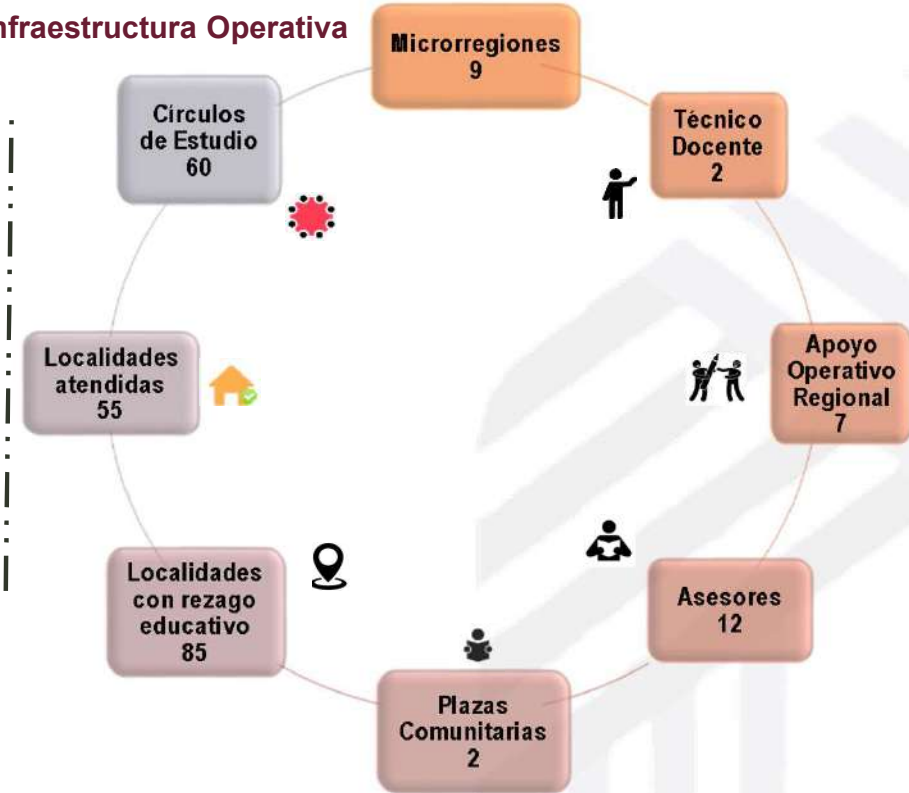 nfraestructura Operativa
Microrregiones
9
Técnico
Docente
2
Apoyo
Operativo
Regional
7
Asesores
12
Plazas
Comunitarias
2
Localidades
con rezago
educativo
85
Localidades
atendidas
55
Círculos
de Estudio
60